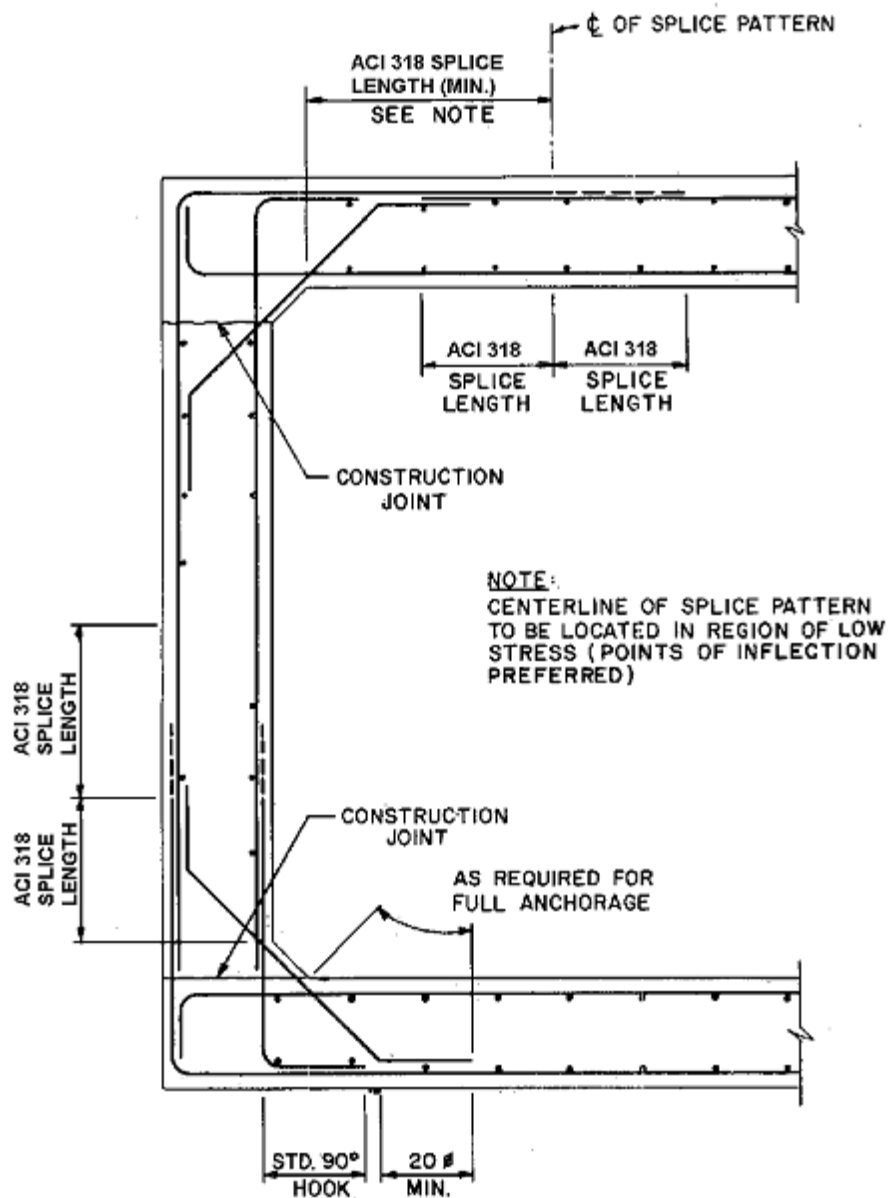 ℄ OF SPLICE PATTERN
ACI 318 SPLICE
LENGTH (MIN.)
SEE NOTE
ACI 318
SPLICE
LENGTH
ACI 318
SPLICE
LENGTH
CONSTRUCTION
JOINT
NOTE:
CENTERLINE OF SPLICE PATTERN
TO BE LOCATED IN REGION OF LOW
STRESS (POINTS OF INFLECTION
PREFERRED)
ACI 318
SPLICE
LENGTH
ACI 318
SPLICE
LENGTH
CONSTRUCTION
JOINT
AS REQUIRED FOR
FULL ANCHORAGE
STD. 90°
HOOK
20 ø
MIN.